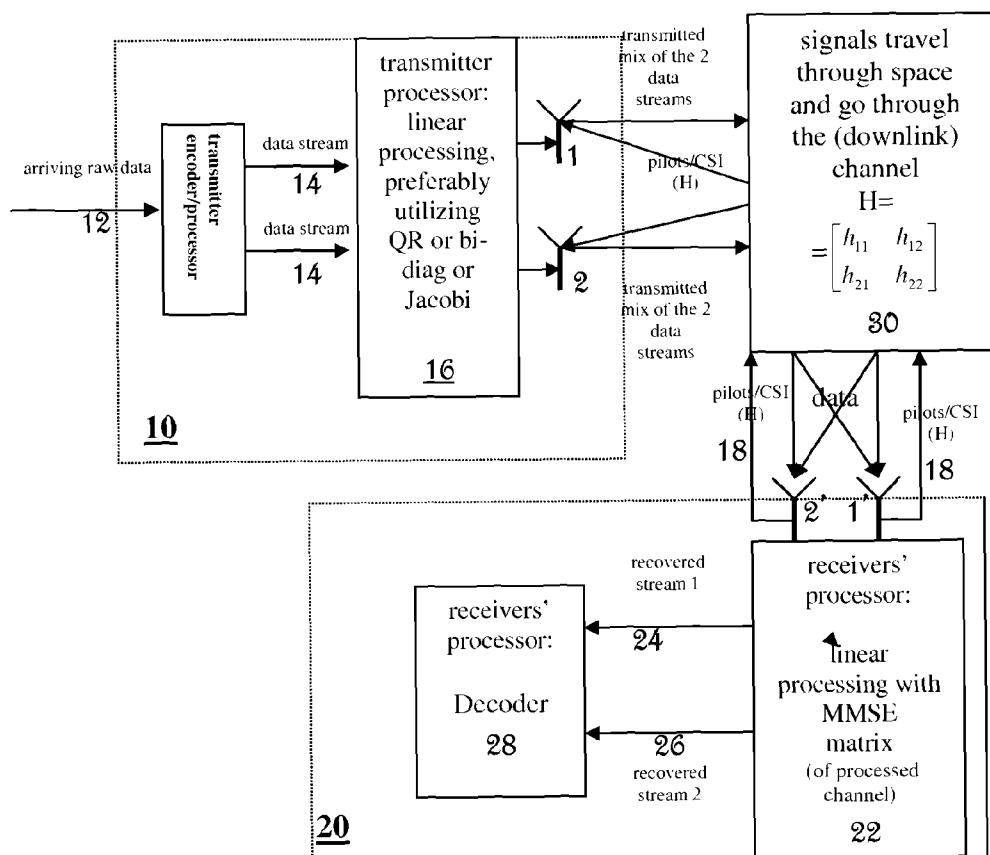 arriving raw data
12
transmitter
encoder/processor
data stream
14
data stream
14
transmitter
processor:
linear
processing,
preferably
utilizing
QR or bi-
diag or
Jacobi
16
10
transmitted
mix of the 2
data
streams
1
pilots/CSI
(H)
2
transmitted
mix of the 2
data
streams
signals travel
through space
and go through
the (downlink)
channel
H=
=[h11 h12
h21 h22]
30
pilots/CSI
(H)
18
data
pilots/CSI
(H)
18
2'
1'
receivers'
processor:
linear
processing with
MMSE
matrix
(of processed
channel)
22
recovered
stream 1
24
26
recovered
stream 2
receivers'
processor:
Decoder
28
20